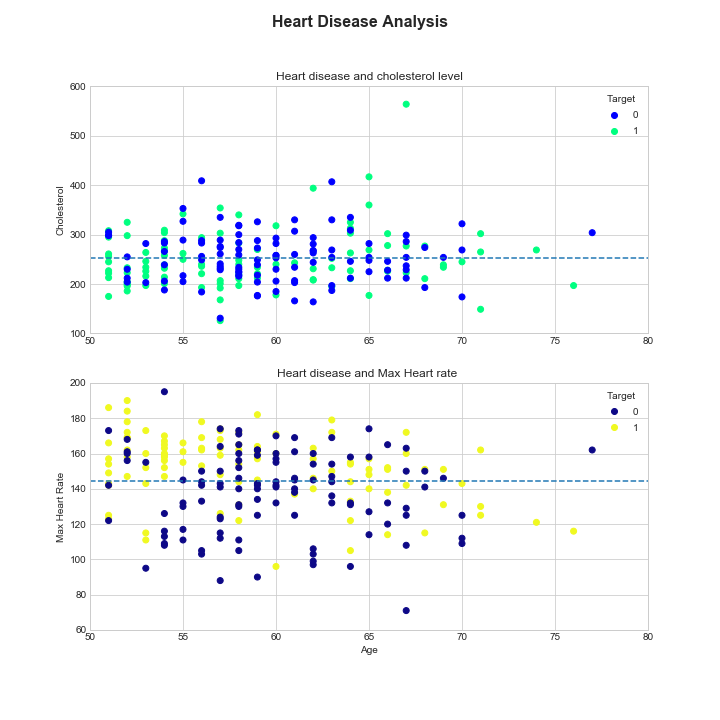 Heart Disease Analysis
Heart disease and cholesterol level
600
500
400
300
200
100
Cholesterol
Target
0
1
50 55 60 65 70 75 80
Heart disease and Max Heart rate
200
180
160
140
120
100
80
60
Max Heart Rate
Target
0
1
50 55 60 65 70 75 80
Age